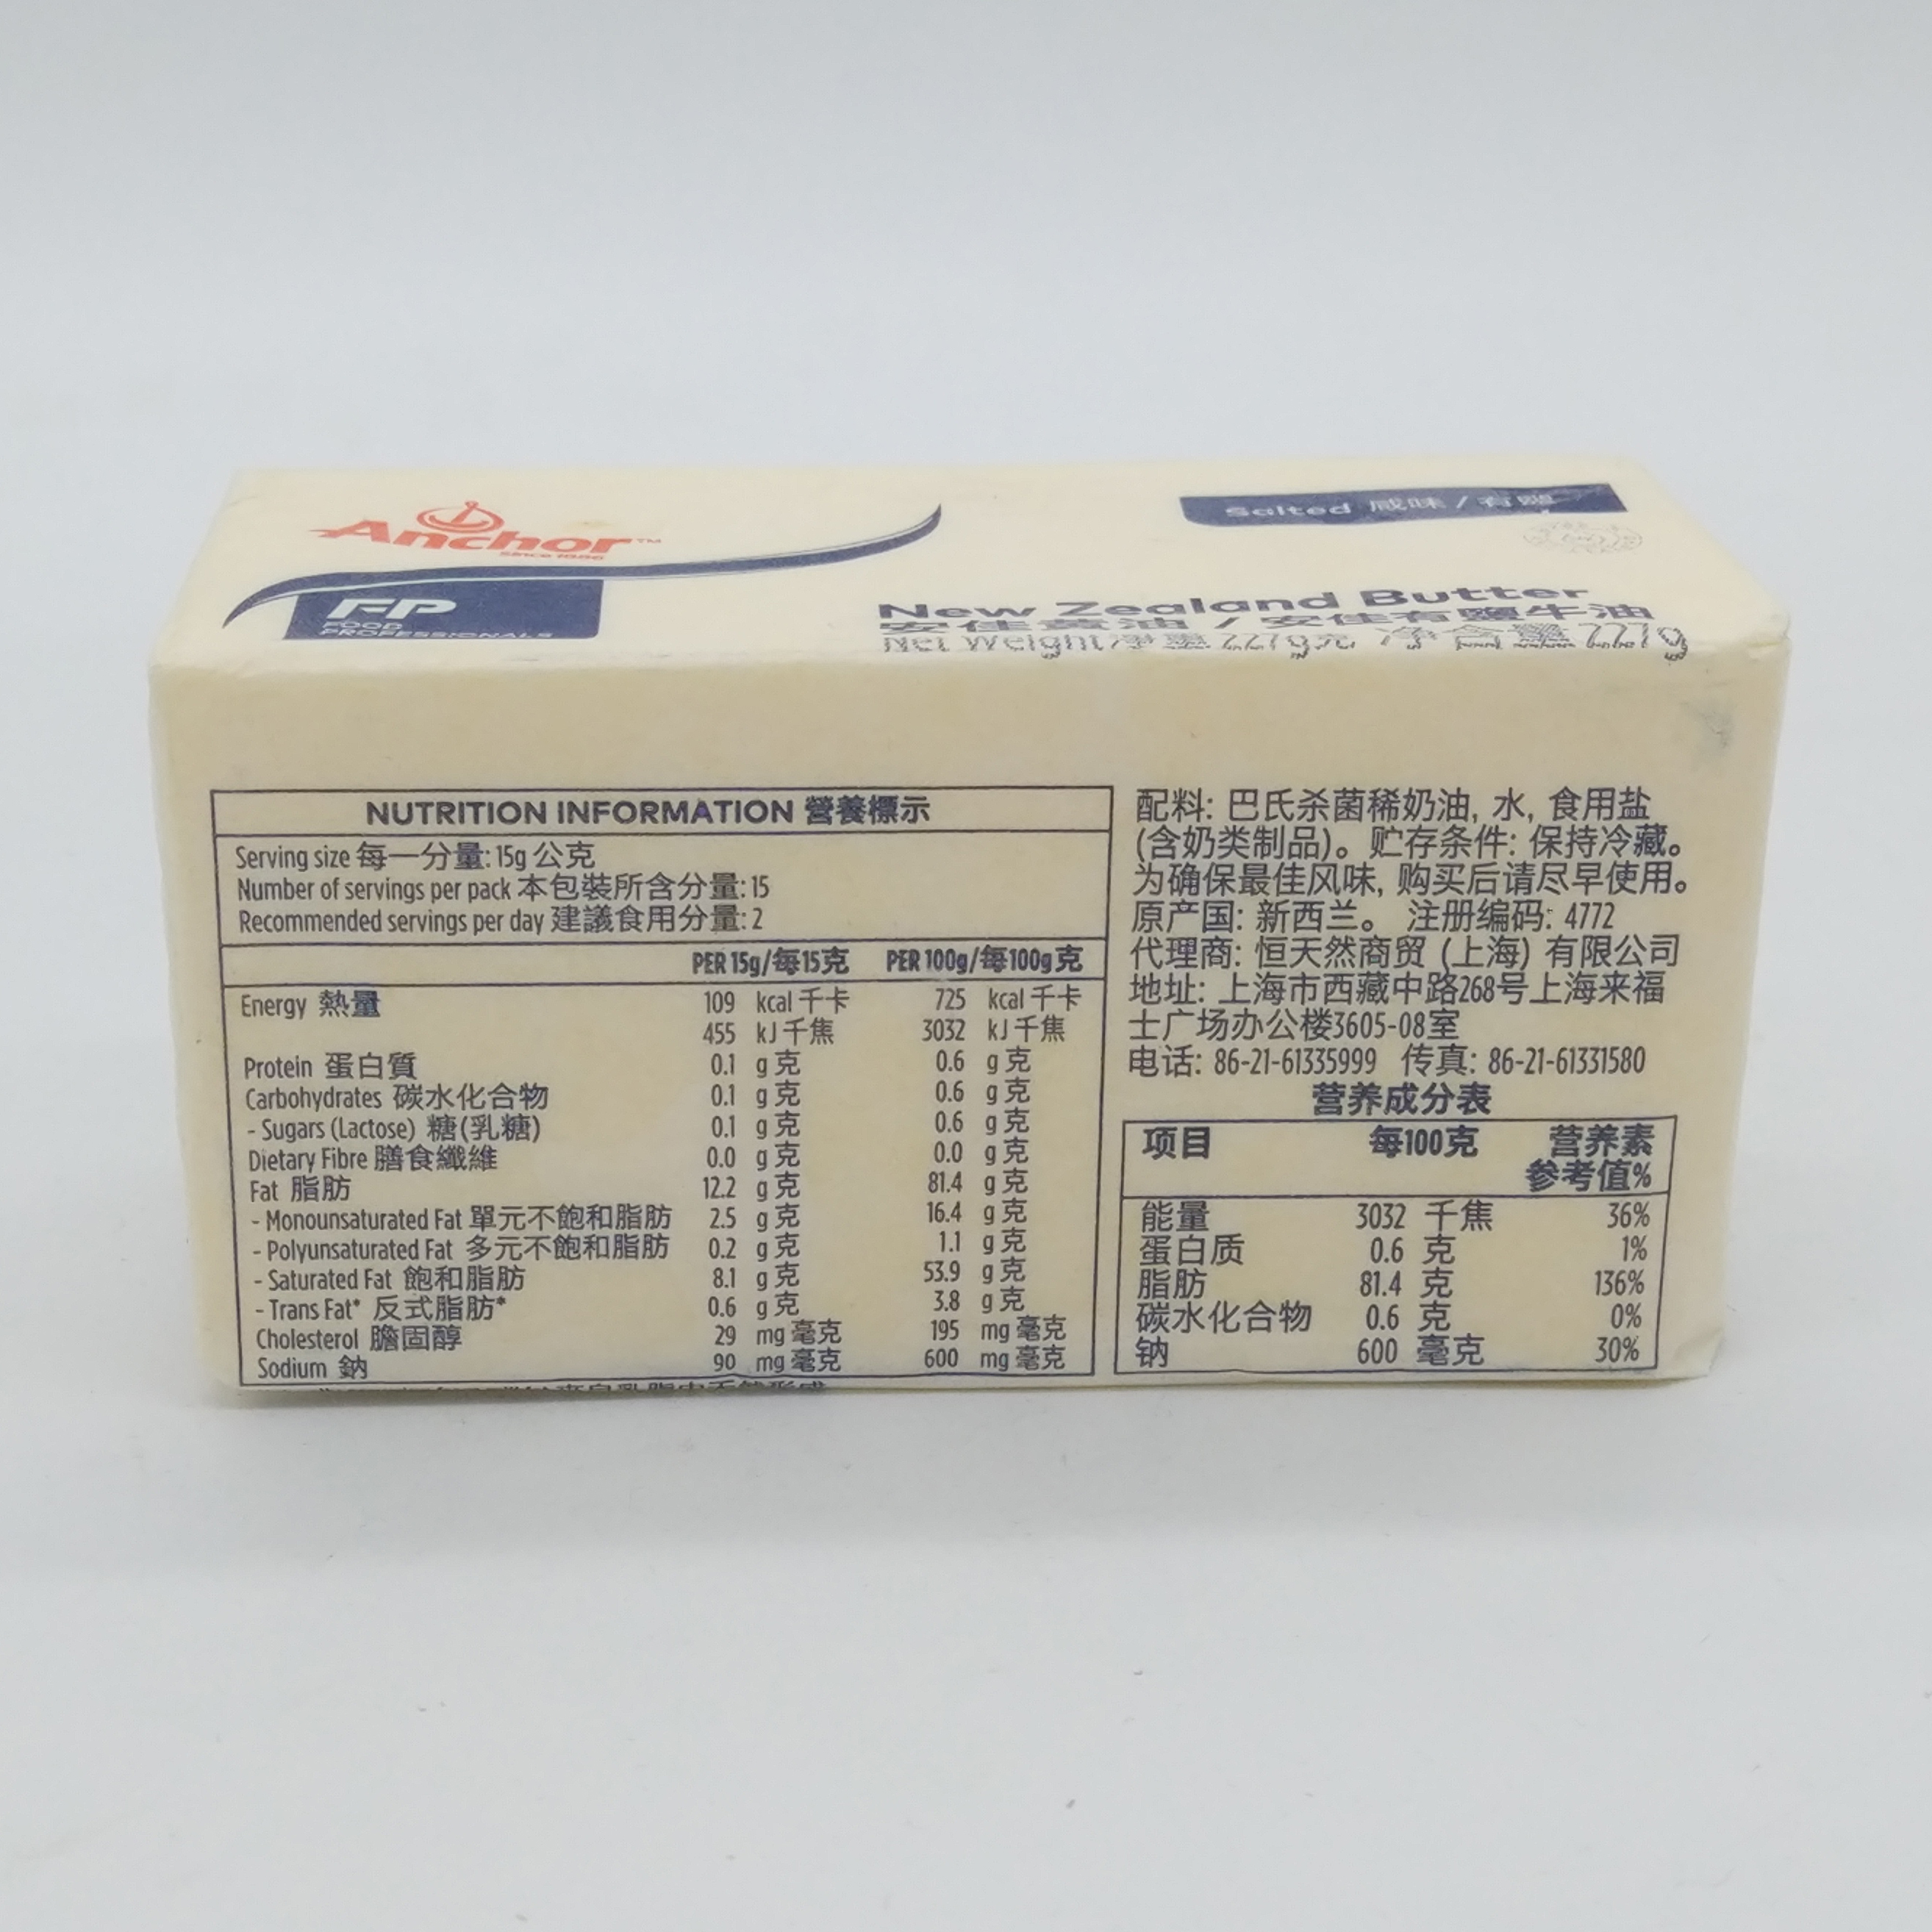 Anchor™
Since 1886
FP
FOOD
PROFESSIONALS
Salted 咸味 / 有鹽
New Zealand Butter
安佳黄油 / 安佳有鹽牛油
Net Weight/淨重 227g克 /净含量 227g
NUTRITION INFORMATION 營養標示
Serving size 每一分量: 15g 公克
Number of servings per pack 本包裝所含分量: 15
Recommended servings per day 建議食用分量: 2
PER 15g/每15克 PER 100g/每100g克
Energy 熱量 109 kcal 千卡 725 kcal 千卡
455 kJ 千焦 3032 kJ 千焦
Protein 蛋白質 0.1 g 克 0.6 g 克
Carbohydrates 碳水化合物 0.1 g 克 0.6 g 克
- Sugars (Lactose) 糖(乳糖) 0.1 g 克 0.6 g 克
Dietary Fibre 膳食纖維 0.0 g 克 0.0 g 克
Fat 脂肪 12.2 g 克 81.4 g 克
- Monounsaturated Fat 單元不飽和脂肪 2.5 g 克 16.4 g 克
- Polyunsaturated Fat 多元不飽和脂肪 0.2 g 克 1.1 g 克
- Saturated Fat 飽和脂肪 8.1 g 克 53.9 g 克
- Trans Fat* 反式脂肪* 0.6 g 克 3.8 g 克
Cholesterol 膽固醇 29 mg 毫克 195 mg 毫克
Sodium 鈉 90 mg 毫克 600 mg 毫克
配料: 巴氏杀菌稀奶油, 水, 食用盐
(含奶类制品)。贮存条件: 保持冷藏。
为确保最佳风味, 购买后请尽早使用。
原产国: 新西兰。 注册编码: 4772
代理商: 恒天然商贸 (上海) 有限公司
地址: 上海市西藏中路268号上海来福
士广场办公楼3605-08室
电话: 86-21-61335999 传真: 86-21-61331580
营养成分表
项目 每100克 营养素
参考值%
能量 3032 千焦 36%
蛋白质 0.6 克 1%
脂肪 81.4 克 136%
碳水化合物 0.6 克 0%
钠 600 毫克 30%